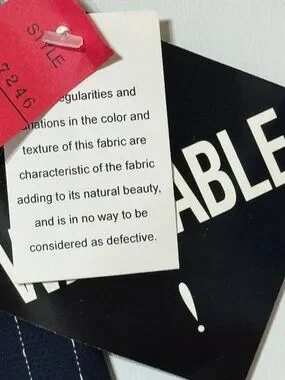 STYLE
7246
egularities and
ations in the color and
texture of this fabric are
characteristic of the fabric
adding to its natural beauty,
and is in no way to be
considered as defective.
W ABLE
!